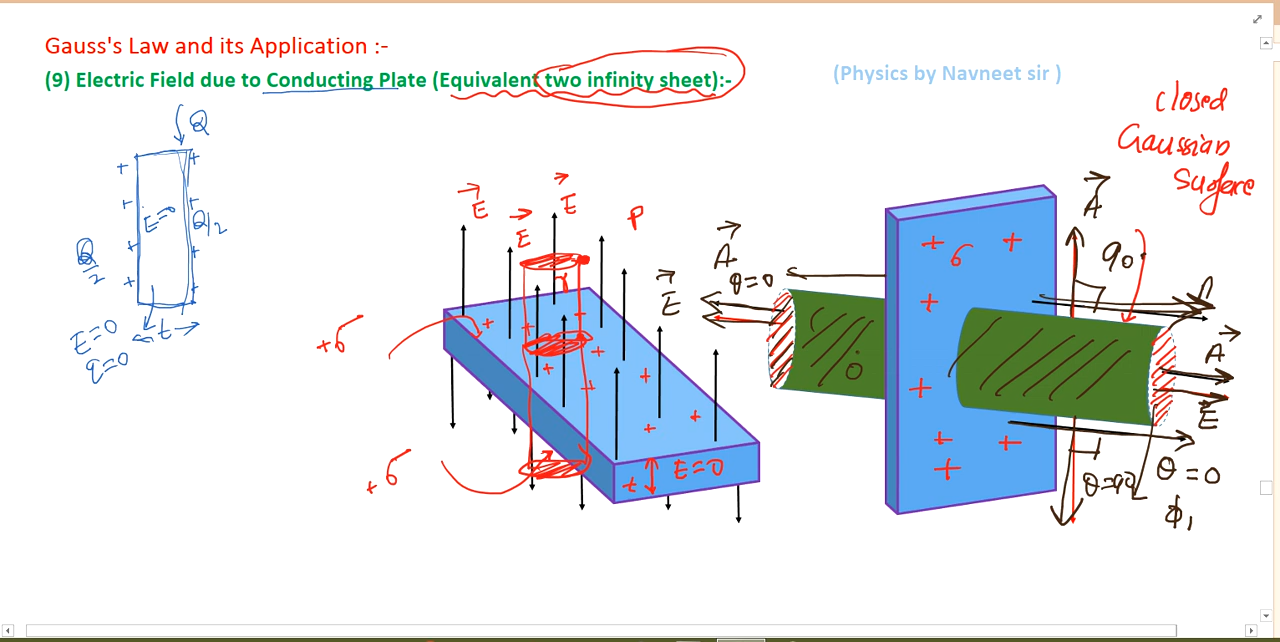 Gauss's Law and its Application :-
(9) Electric Field due to Conducting Plate (Equivalent two infinity sheet):-
(Physics by Navneet sir )
closed
Gaussian
Q
E=0
Q/2
Q/2
E=0
q=0
t
E
E
E
P
r
+σ
+σ
t E=0
E
A
θ=0
σ
A
90
A
E
θ=90
θ=0
ϕ₁